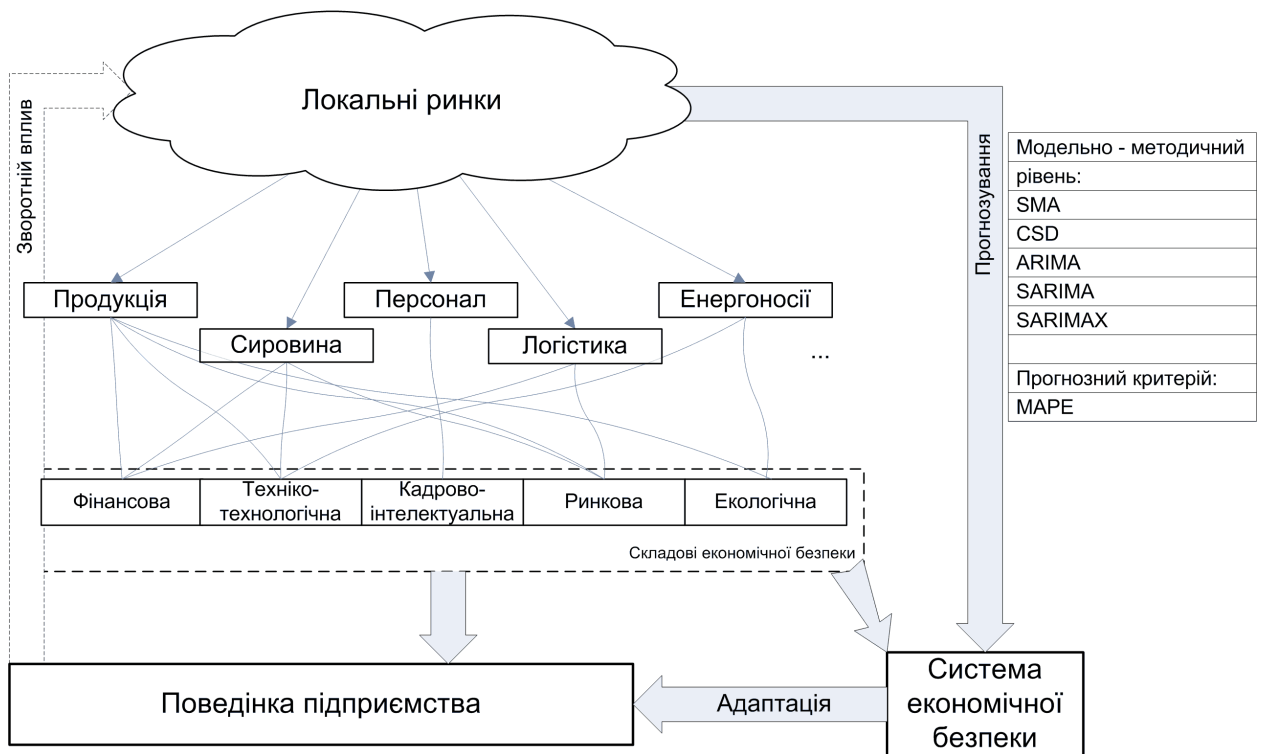 Локальні ринки
Зворотній вплив
Прогнозування
Модельно - методичний
рівень:
SMA
CSD
ARIMA
SARIMA
SARIMAX
Прогнозний критерій:
MAPE
Продукція
Персонал
Енергоносії
Сировина
Логістика
...
Фінансова
Техніко-
технологічна
Кадрово-
інтелектуальна
Ринкова
Екологічна
Складові економічної безпеки
Поведінка підприємства
Адаптація
Система
економічної
безпеки